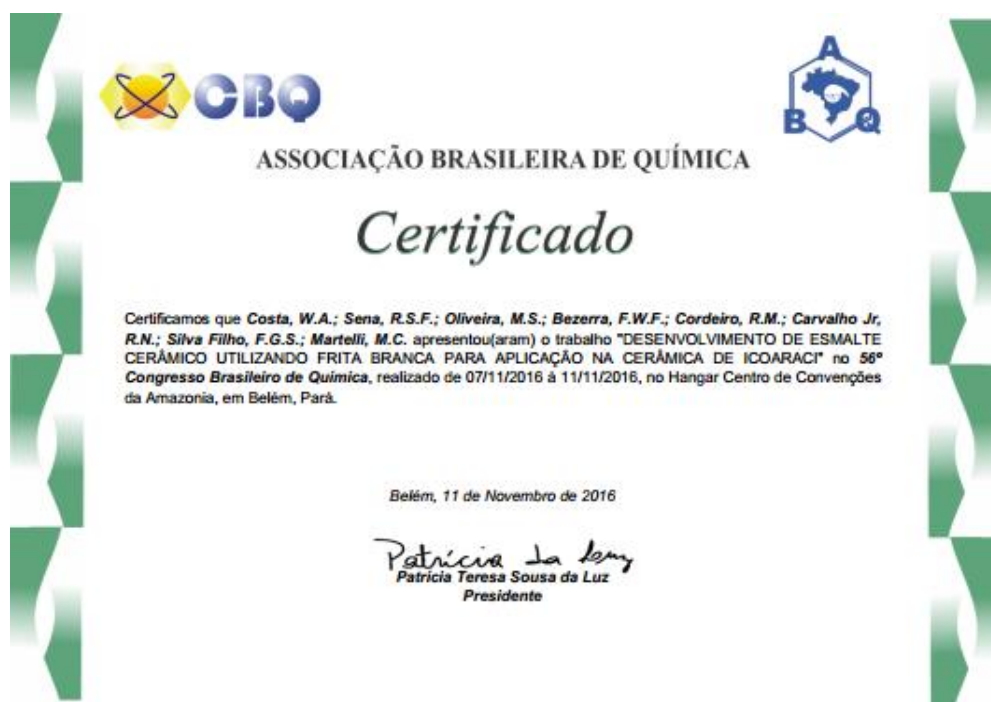 CBQ
A
B Q
ASSOCIAÇÃO BRASILEIRA DE QUÍMICA
Certificado
Certificamos que Costa, W.A.; Sena, R.S.F.; Oliveira, M.S.; Bezerra, F.W.F.; Cordeiro, R.M.; Carvalho Jr,
R.N.; Silva Filho, F.G.S.; Martelli, M.C. apresentou(aram) o trabalho "DESENVOLVIMENTO DE ESMALTE
CERÂMICO UTILIZANDO FRITA BRANCA PARA APLICAÇÃO NA CERÂMICA DE ICOARACI" no 56º
Congresso Brasileiro de Química, realizado de 07/11/2016 à 11/11/2016, no Hangar Centro de Convenções
da Amazonia, em Belém, Pará.
Belém, 11 de Novembro de 2016
Patrícia da Luz
Patricia Teresa Sousa da Luz
Presidente